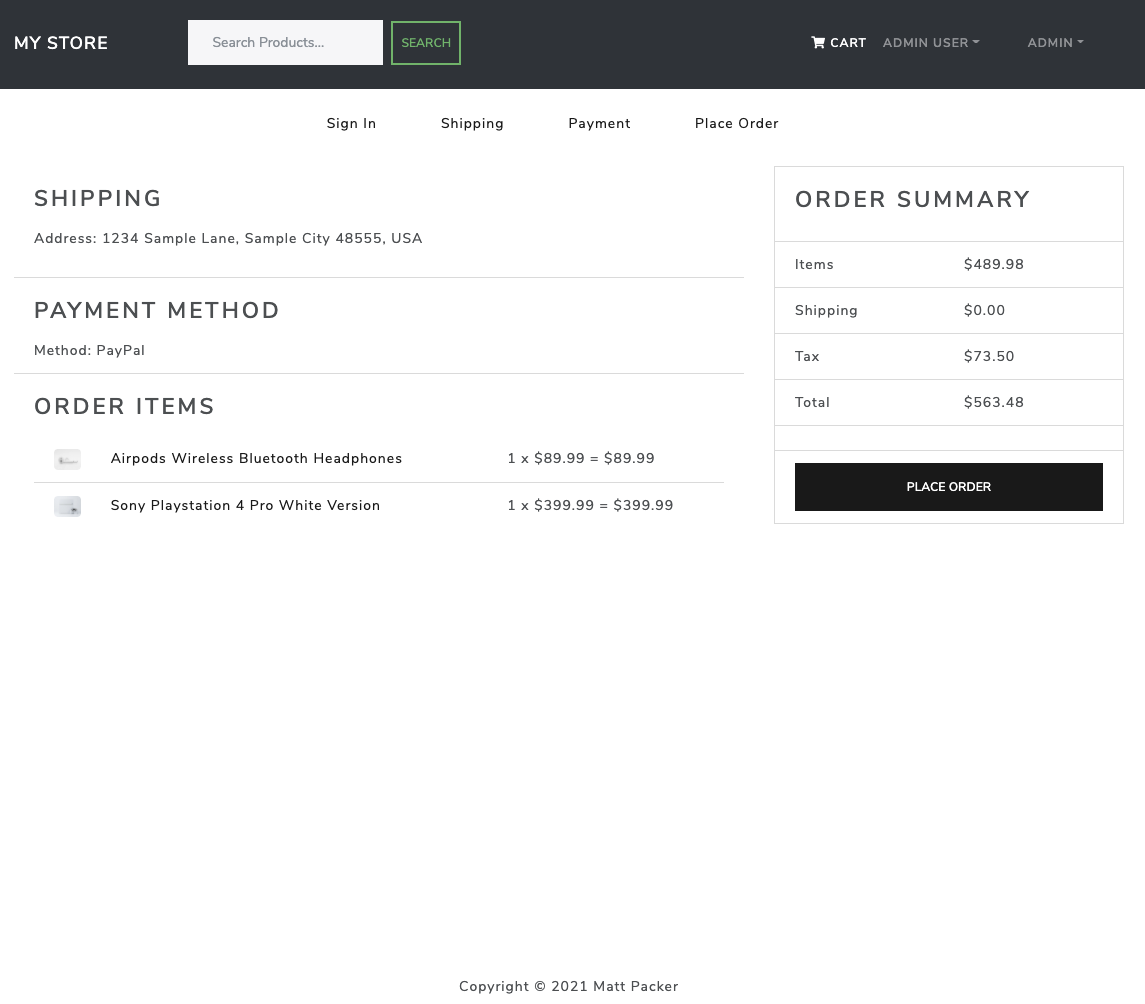 MY STORE
Search Products...
SEARCH
CART
ADMIN USER
ADMIN
Sign In
Shipping
Payment
Place Order
SHIPPING
Address: 1234 Sample Lane, Sample City 48555, USA
PAYMENT METHOD
Method: PayPal
ORDER ITEMS
Airpods Wireless Bluetooth Headphones 1 x $89.99 = $89.99
Sony Playstation 4 Pro White Version 1 x $399.99 = $399.99
ORDER SUMMARY
Items $489.98
Shipping $0.00
Tax $73.50
Total $563.48
PLACE ORDER
Copyright © 2021 Matt Packer